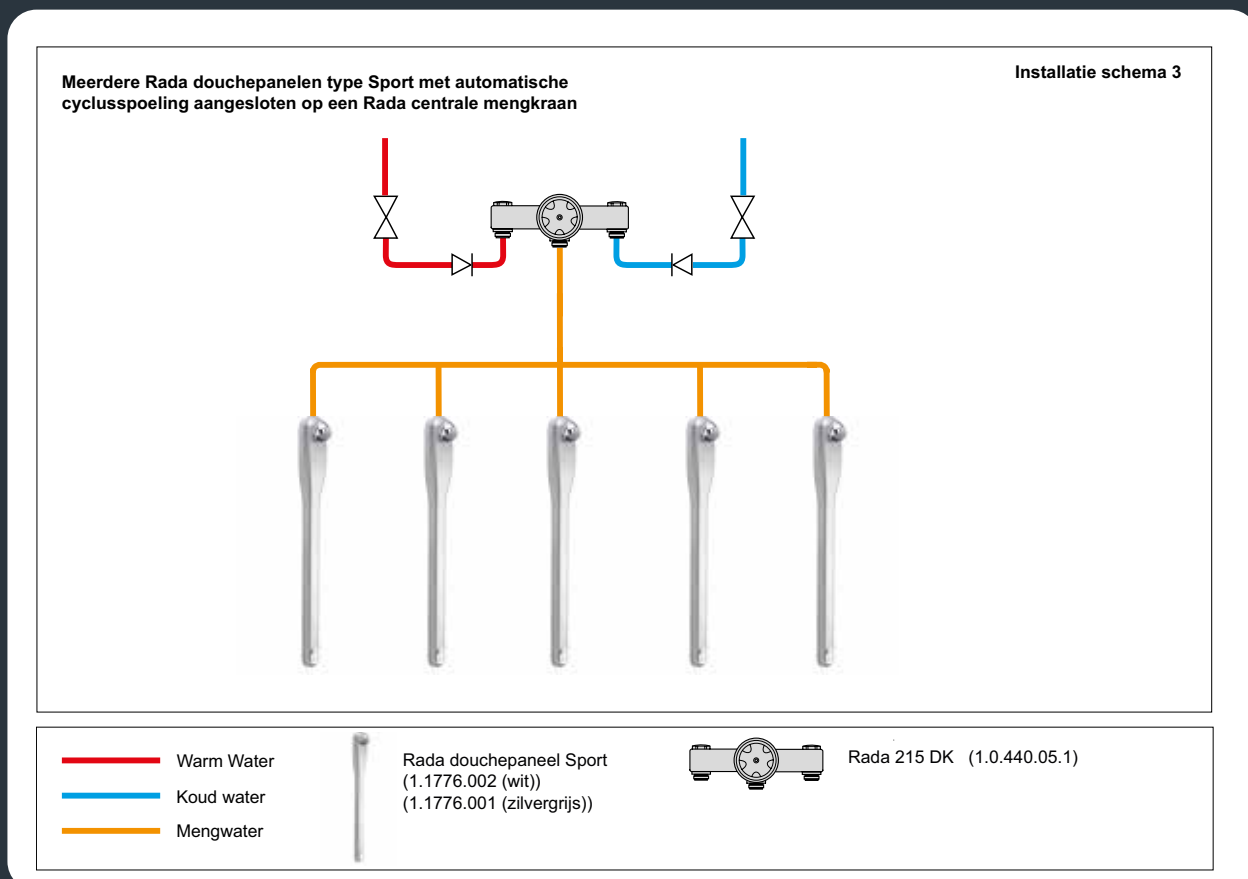 Meerdere Rada douchepanelen type Sport met automatische
cyclusspoeling aangesloten op een Rada centrale mengkraan
Installatie schema 3
Warm Water
Koud water
Mengwater
Rada douchepaneel Sport
(1.1776.002 (wit))
(1.1776.001 (zilvergrijs))
Rada 215 DK (1.0.440.05.1)